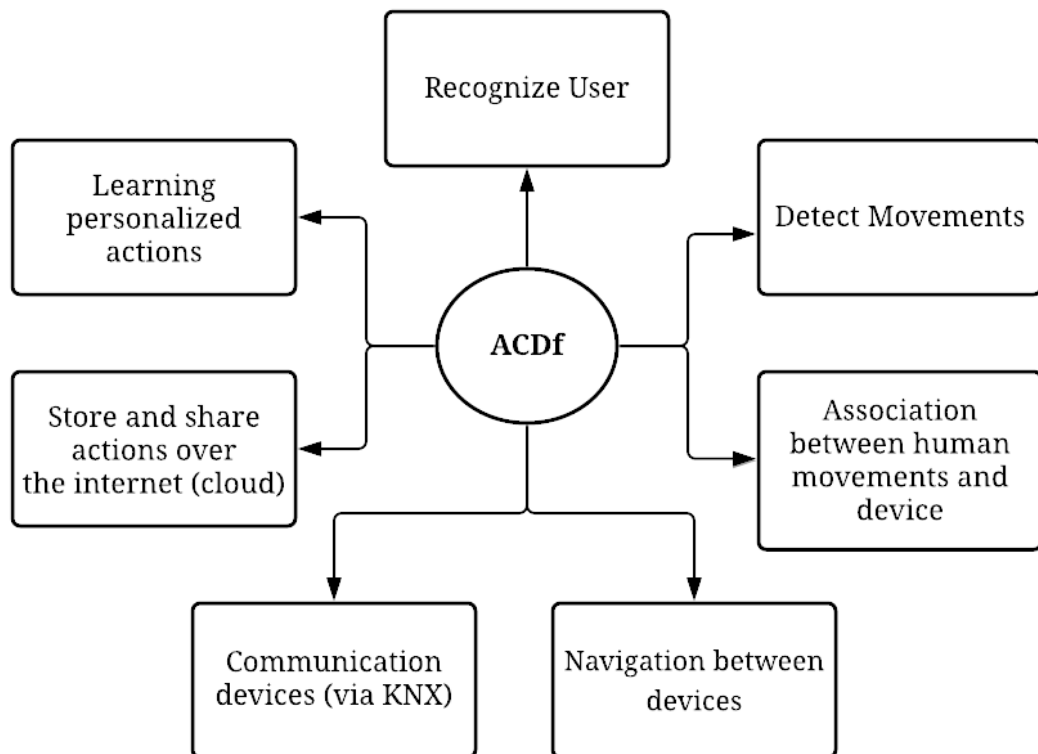 Recognize User
Learning
personalized
actions
Detect Movements
ACDf
Store and share
actions over
the internet (cloud)
Association
between human
movements and
device
Communication
devices (via KNX)
Navigation between
devices